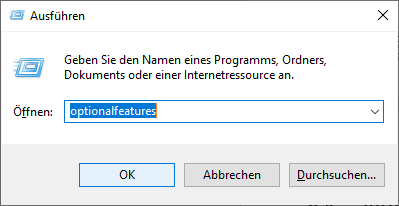 Ausführen
Geben Sie den Namen eines Programms, Ordners,
Dokuments oder einer Internetressource an.
Öffnen: optionalfeatures
OK Abbrechen Durchsuchen...